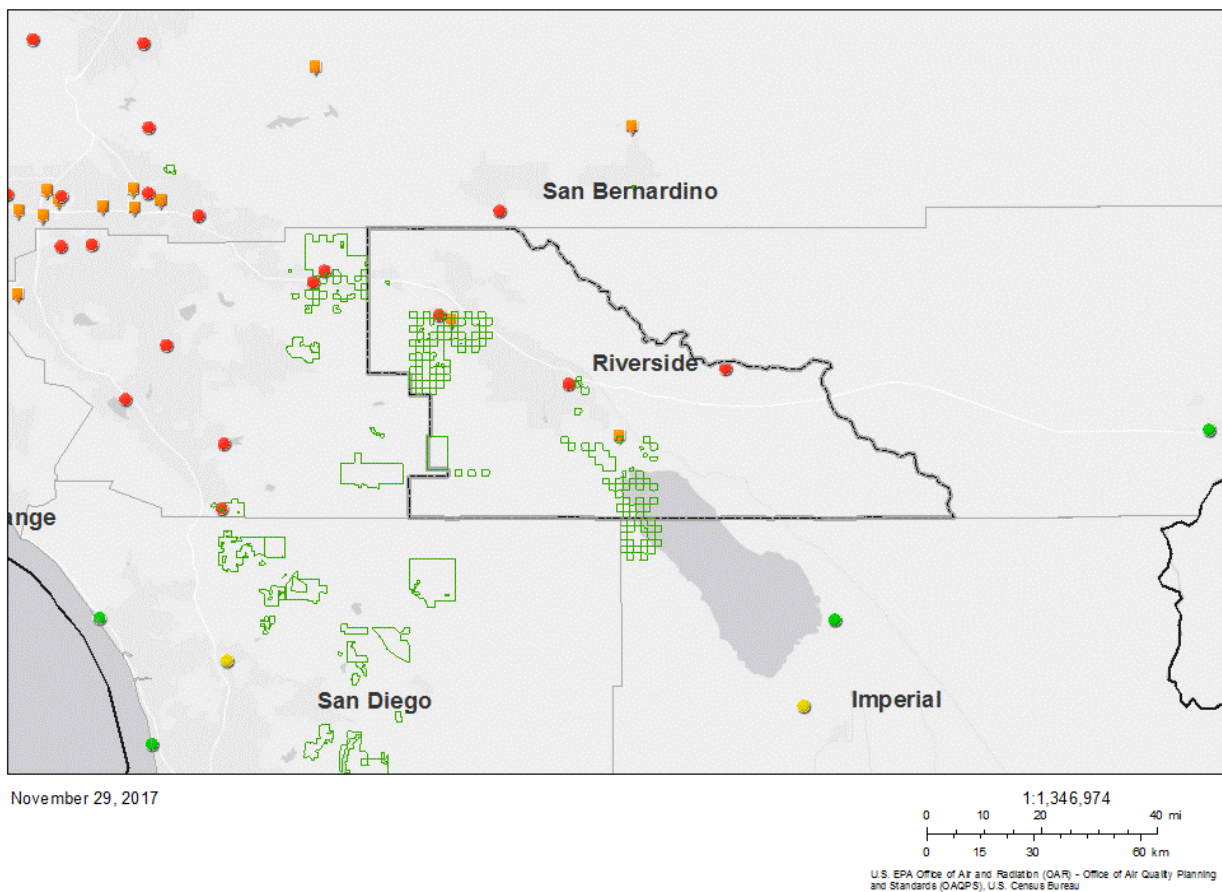 San Bernardino
Riverside
ange
San Diego
Imperial
November 29, 2017
1:1,346,974
0 10 20 40 mi
0 15 30 60 km
U.S. EPA Office of Air and Radiation (OAR) - Office of Air Quality Planning
and Standards (OAQPS), U.S. Census Bureau